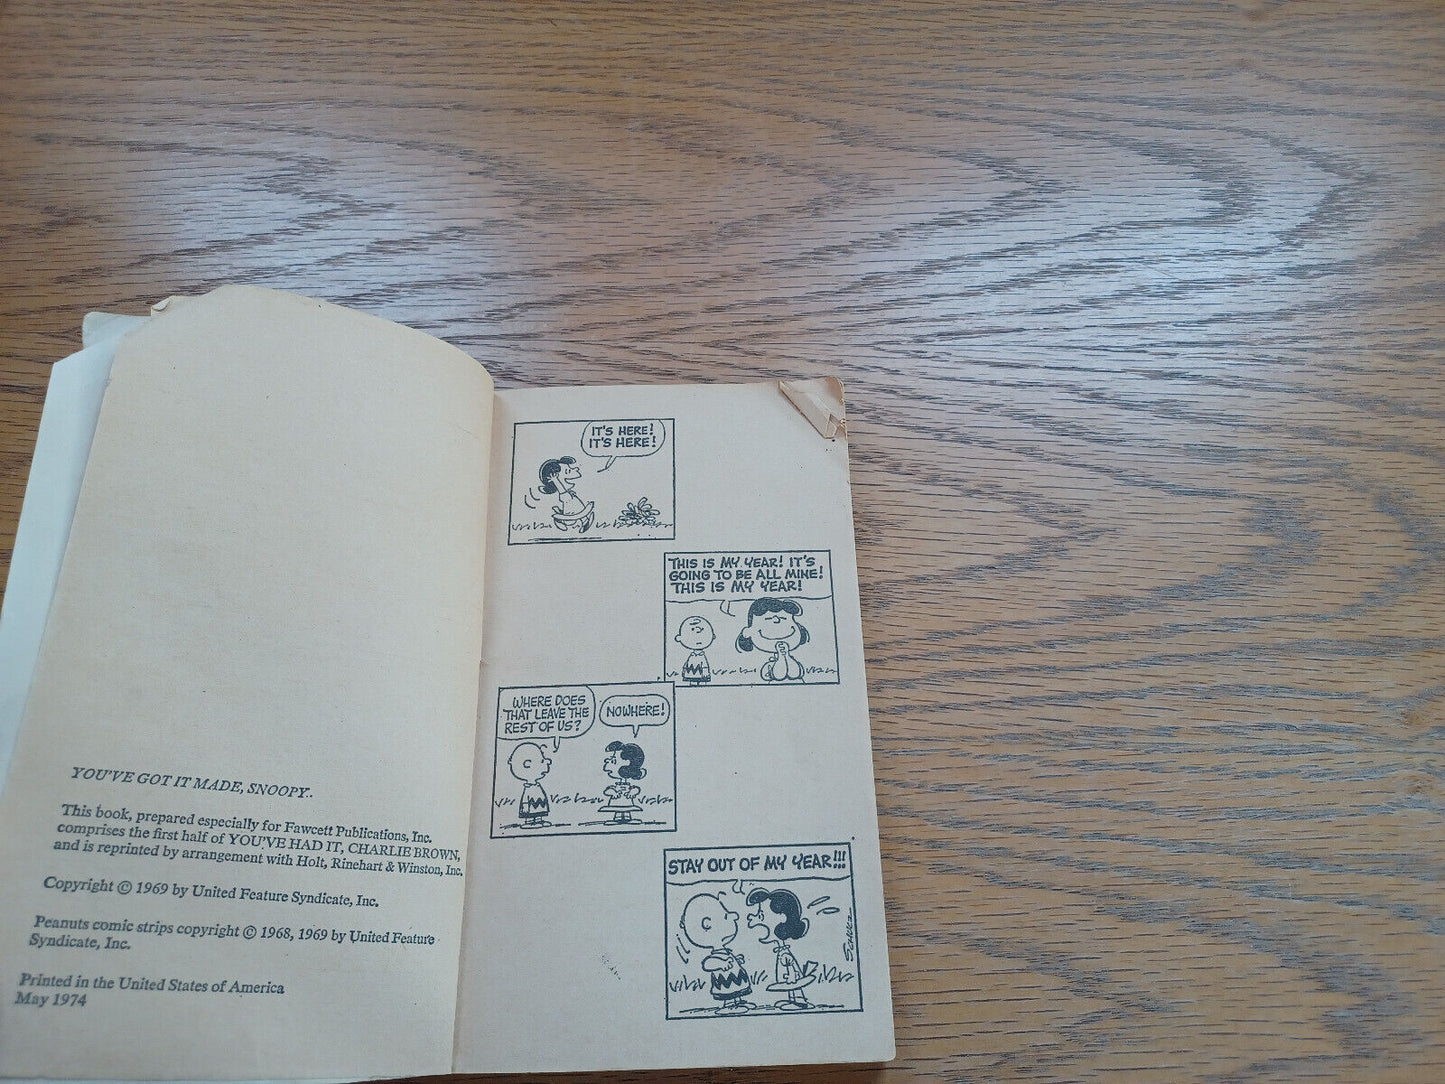 YOU'VE GOT IT MADE, SNOOPY.
This book, prepared especially for Fawcett Publications, Inc.
comprises the first half of YOU'VE HAD IT, CHARLIE BROWN,
and is reprinted by arrangement with Holt, Rinehart & Winston, Inc.
Copyright © 1969 by United Feature Syndicate, Inc.
Peanuts comic strips copyright © 1968, 1969 by United Feature
Syndicate, Inc.
Printed in the United States of America
May 1974
IT'S HERE!
IT'S HERE!
THIS IS MY YEAR! IT'S
GOING TO BE ALL MINE!
THIS IS MY YEAR!
WHERE DOES
THAT LEAVE THE
REST OF US?
NOWHERE!
STAY OUT OF MY YEAR!!!
SCHULZ